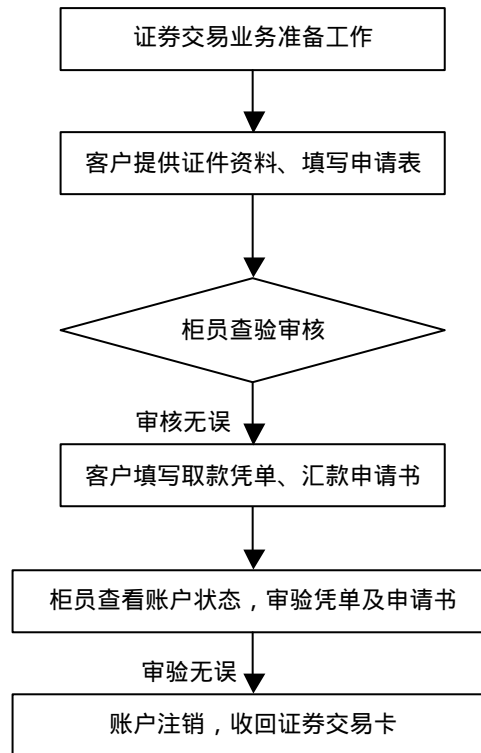 证券交易业务准备工作
客户提供证件资料、填写申请表
柜员查验审核
审核无误
客户填写取款凭单、汇款申请书
柜员查看账户状态，审验凭单及申请书
审验无误
账户注销，收回证券交易卡